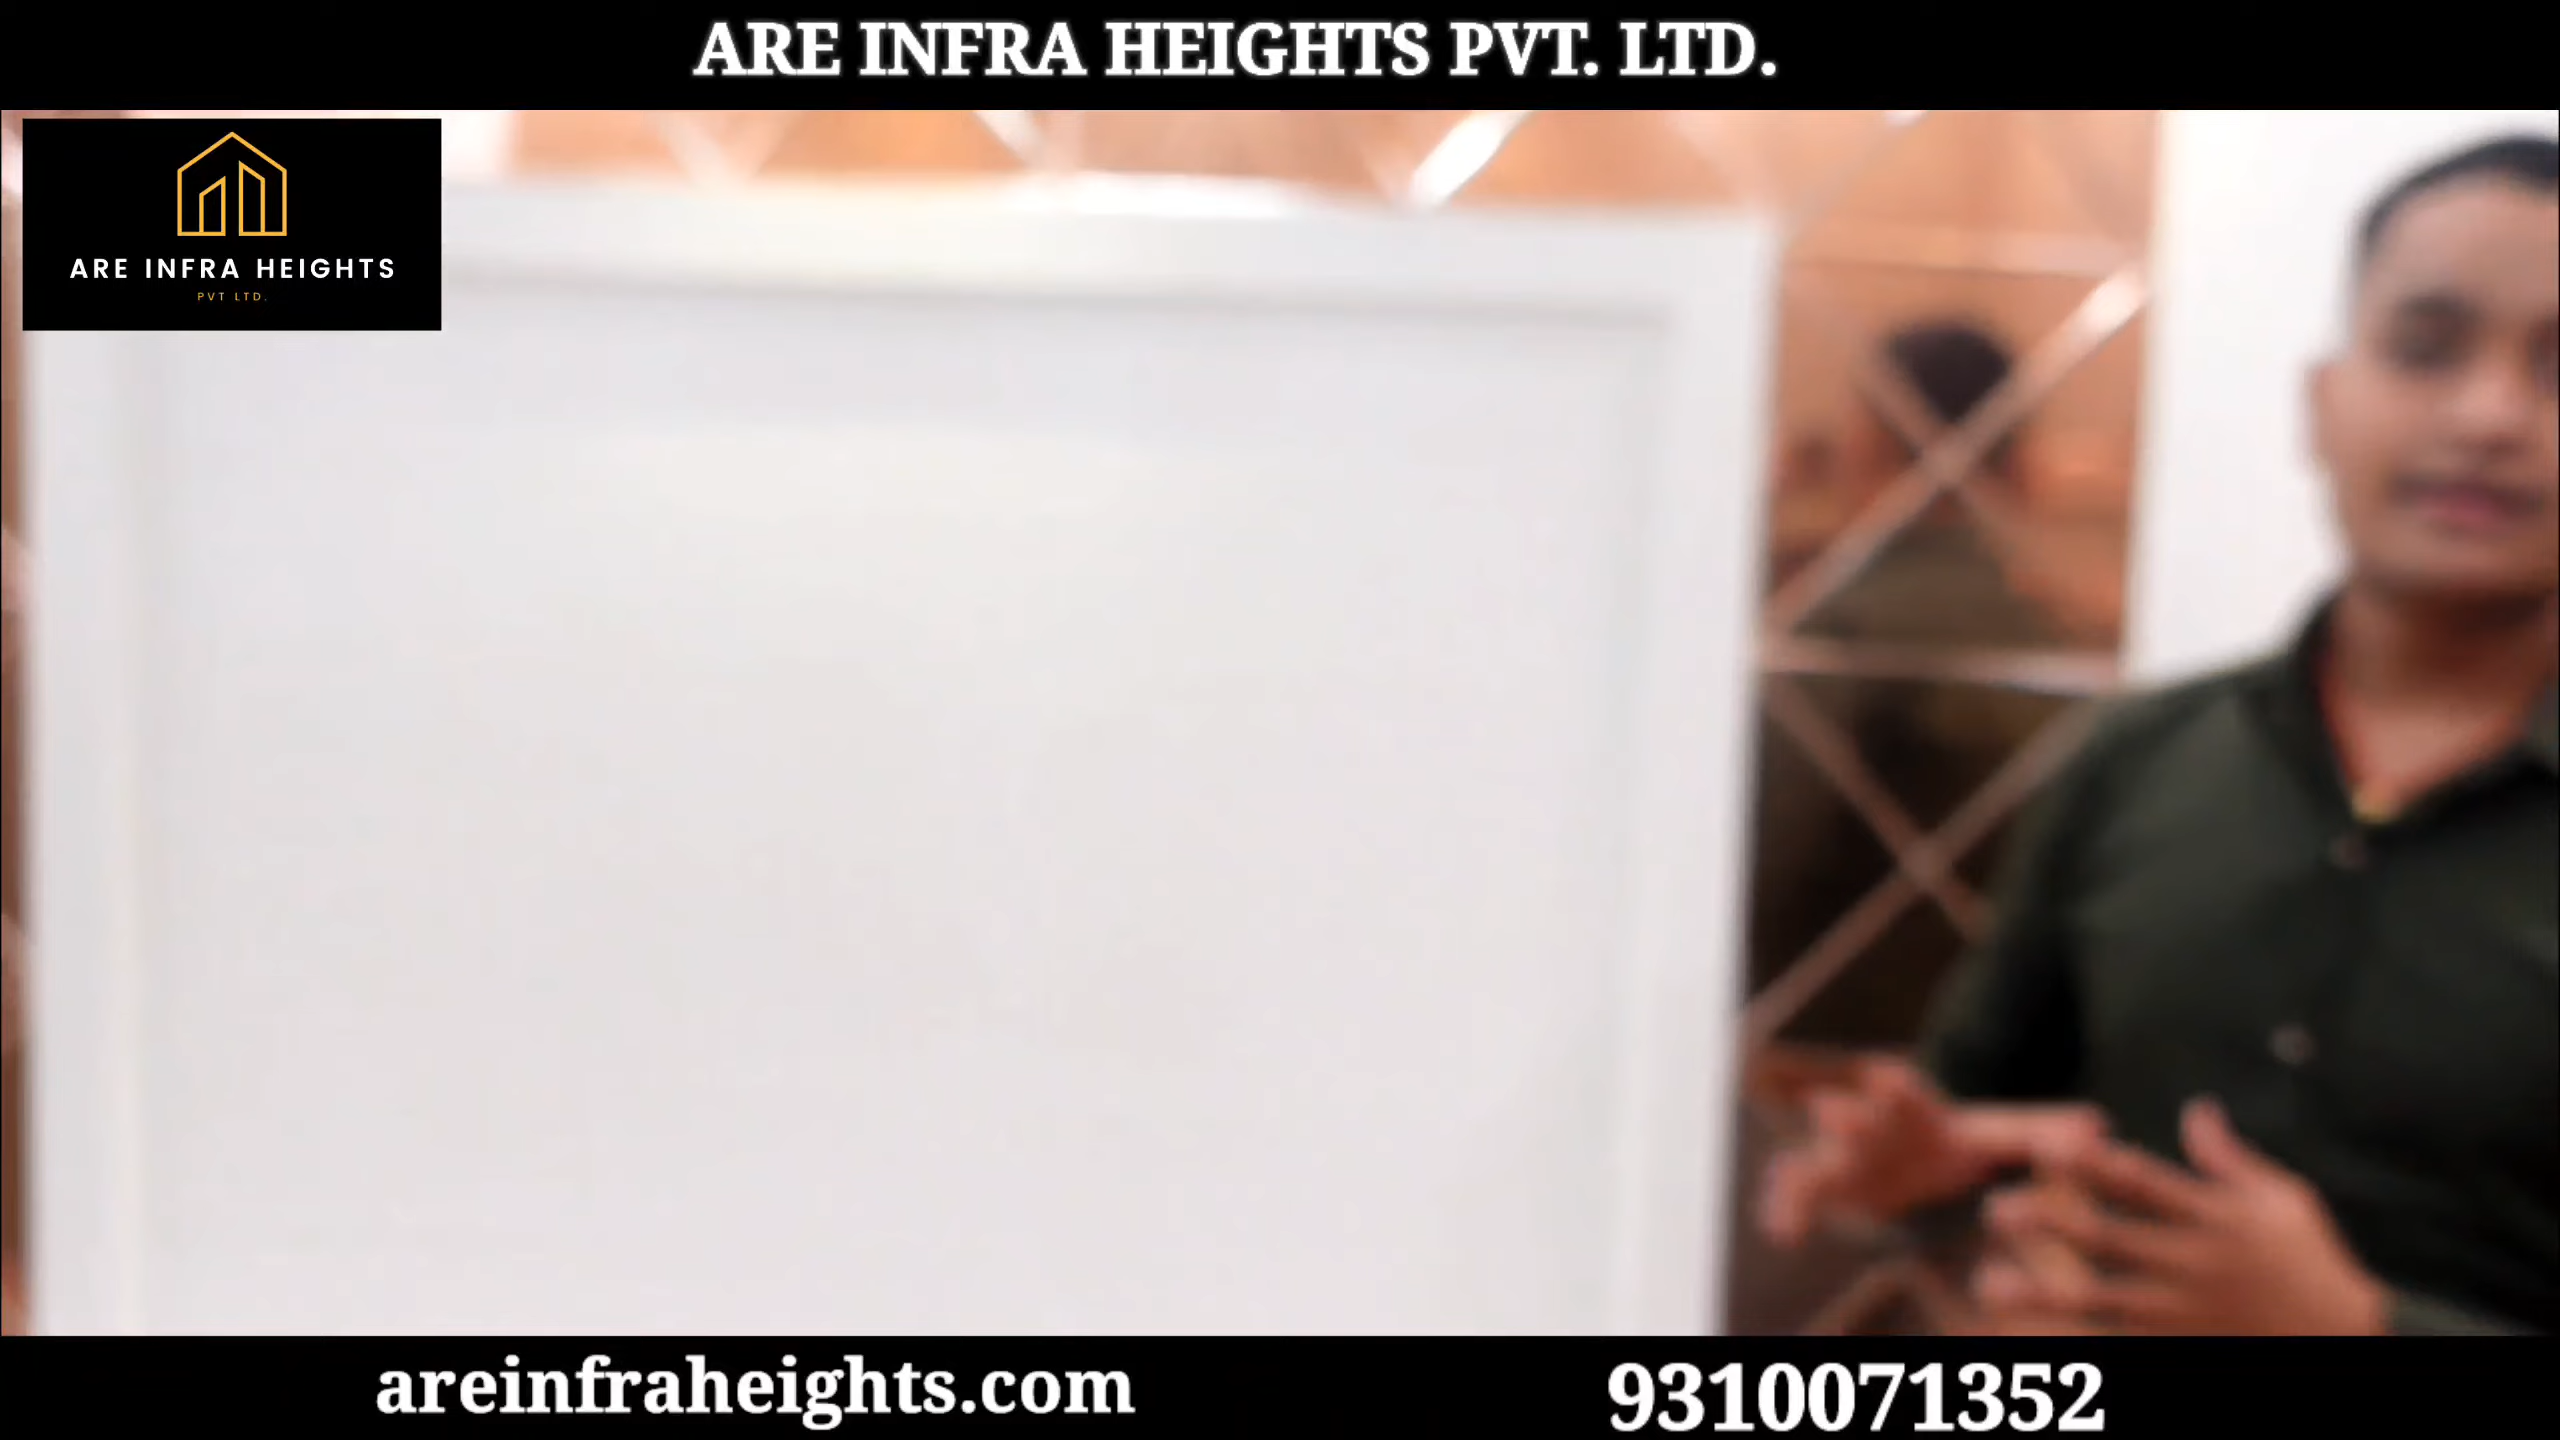 ARE INFRA HEIGHTS PVT. LTD.
ARE INFRA HEIGHTS
PVT LTD.
areinfraheights.com
9310071352